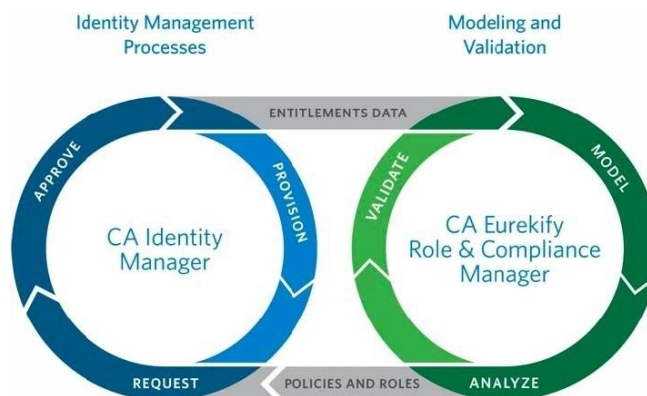 Identity Management
Processes
Modeling and
Validation
ENTITLEMENTS DATA
APPROVE
PROVISION
VALIDATE
MODEL
CA Identity
Manager
CA Eurekify
Role & Compliance
Manager
REQUEST
POLICIES AND ROLES
ANALYZE